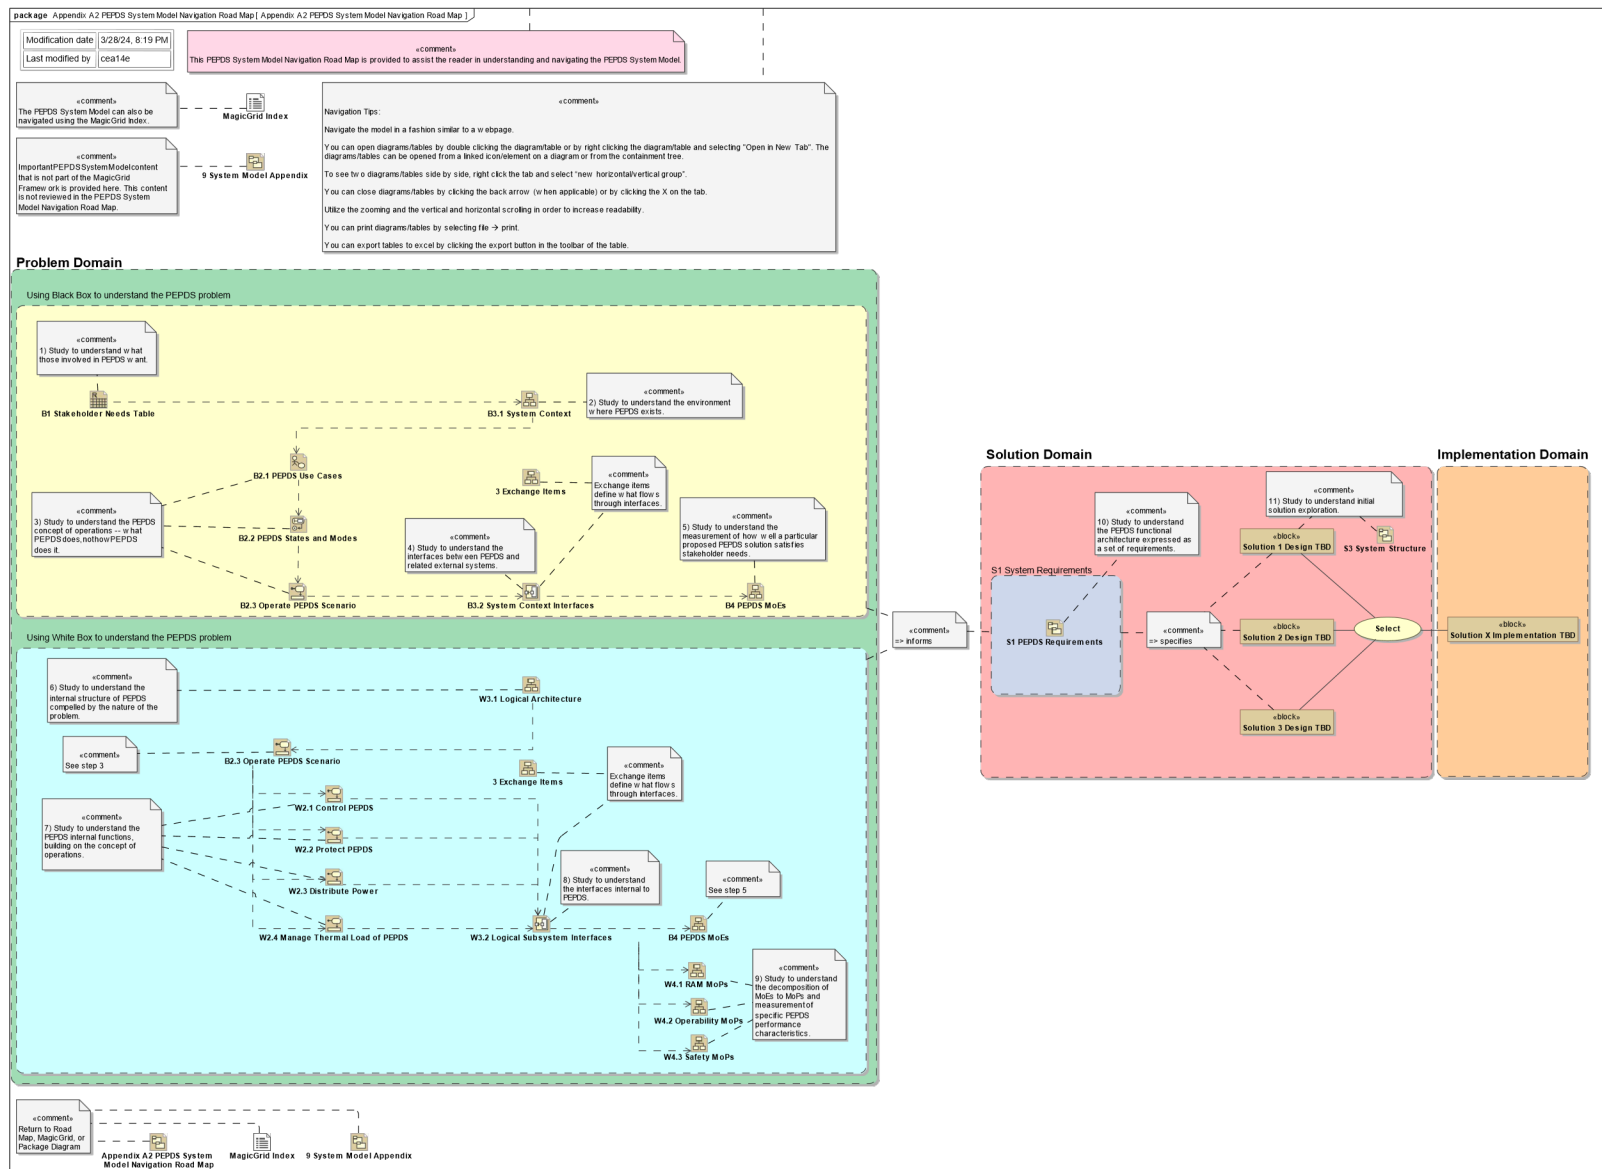 package Appendix A2 PEPDS System Model Navigation Road Map [ Appendix A2 PEPDS System Model Navigation Road Map ]
Modification date 3/28/24, 8:19 PM
Last modified by cea14e
«comment»
This PEPDS System Model Navigation Road Map is provided to assist the reader in understanding and navigating the PEPDS System Model.
«comment»
The PEPDS System Model can also be
navigated using the MagicGrid Index.
MagicGrid Index
«comment»
Important PEPDS System Model content
that is not part of the MagicGrid
Framework is provided here. This content
is not reviewed in the PEPDS System
Model Navigation Road Map.
9 System Model Appendix
«comment»
Navigation Tips:
Navigate the model in a fashion similar to a webpage.
You can open diagrams/tables by double clicking the diagram/table or by right clicking the diagram/table and selecting "Open in New Tab". The
diagrams/tables can be opened from a linked icon/element on a diagram or from the containment tree.
To see two diagrams/tables side by side, right click the tab and select "new horizontal/vertical group".
You can close diagrams/tables by clicking the back arrow (when applicable) or by clicking the X on the tab.
Utilize the zooming and the vertical and horizontal scrolling in order to increase readability.
You can print diagrams/tables by selecting file → print.
You can export tables to excel by clicking the export button in the toolbar of the table.
Problem Domain
Using Black Box to understand the PEPDS problem
«comment»
1) Study to understand what
those involved in PEPDS want.
B1 Stakeholder Needs Table
B3.1 System Context
«comment»
2) Study to understand the environment
where PEPDS exists.
B2.1 PEPDS Use Cases
3 Exchange Items
«comment»
Exchange items
define what flows
through interfaces.
«comment»
3) Study to understand the PEPDS
concept of operations -- what
PEPDS does, not how PEPDS
does it.
B2.2 PEPDS States and Modes
«comment»
4) Study to understand the
interfaces between PEPDS and
related external systems.
«comment»
5) Study to understand the
measurement of how well a particular
proposed PEPDS solution satisfies
stakeholder needs.
B2.3 Operate PEPDS Scenario
B3.2 System Context Interfaces
B4 PEPDS MoEs
Using White Box to understand the PEPDS problem
«comment»
6) Study to understand the
internal structure of PEPDS
compelled by the nature of the
problem.
W3.1 Logical Architecture
«comment»
See step 3
B2.3 Operate PEPDS Scenario
3 Exchange Items
«comment»
Exchange items
define what flows
through interfaces.
«comment»
7) Study to understand the
PEPDS internal functions,
building on the concept of
operations.
W2.1 Control PEPDS
W2.2 Protect PEPDS
W2.3 Distribute Power
W2.4 Manage Thermal Load of PEPDS
«comment»
8) Study to understand
the interfaces internal to
PEPDS.
W3.2 Logical Subsystem Interfaces
«comment»
See step 5
B4 PEPDS MoEs
W4.1 RAM MoPs
W4.2 Operability MoPs
W4.3 Safety MoPs
«comment»
9) Study to understand
the decomposition of
MoEs to MoPs and
measurement of
specific PEPDS
performance
characteristics.
«comment»
=> informs
Solution Domain
«comment»
10) Study to understand
the PEPDS functional
architecture expressed as
a set of requirements.
«comment»
11) Study to understand initial
solution exploration.
S3 System Structure
S1 System Requirements
S1 PEPDS Requirements
«comment»
=> specifies
«block»
Solution 1 Design TBD
«block»
Solution 2 Design TBD
«block»
Solution 3 Design TBD
Select
Implementation Domain
«block»
Solution X Implementation TBD
«comment»
Return to Road
Map, MagicGrid, or
Package Diagram
Appendix A2 PEPDS System
Model Navigation Road Map
MagicGrid Index
9 System Model Appendix